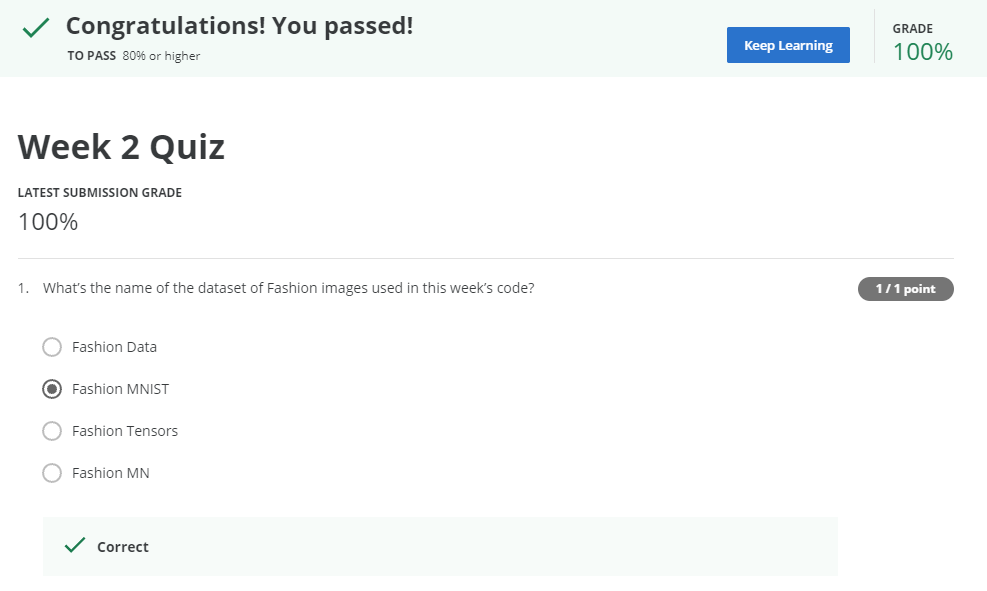 Congratulations! You passed!
TO PASS 80% or higher
Keep Learning
GRADE
100%
Week 2 Quiz
LATEST SUBMISSION GRADE
100%
1. What’s the name of the dataset of Fashion images used in this week’s code?
1 / 1 point
Fashion Data
Fashion MNIST
Fashion Tensors
Fashion MN
Correct